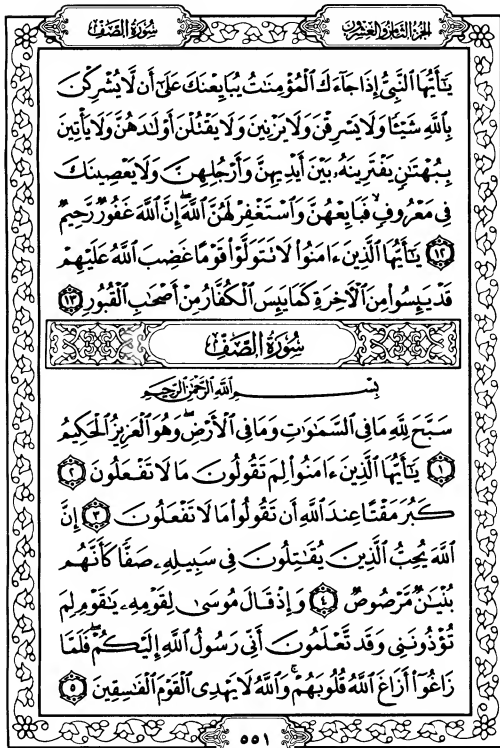 الجزء الثامن والعشرون
سورة الصف
يَٰٓأَيُّهَا ٱلنَّبِىُّ إِذَا جَآءَكَ ٱلْمُؤْمِنَٰتُ يُبَايِعْنَكَ عَلَىٰٓ أَن لَّا يُشْرِكْنَ
بِٱللَّهِ شَيْـًٔا وَلَا يَسْرِقْنَ وَلَا يَزْنِينَ وَلَا يَقْتُلْنَ أَوْلَٰدَهُنَّ وَلَا يَأْتِينَ
بِبُهْتَٰنٍ يَفْتَرِينَهُۥ بَيْنَ أَيْدِيهِنَّ وَأَرْجُلِهِنَّ وَلَا يَعْصِينَكَ
فِى مَعْرُوفٍ ۙ فَبَايِعْهُنَّ وَٱسْتَغْفِرْ لَهُنَّ ٱللَّهَ ۖ إِنَّ ٱللَّهَ غَفُورٌ رَّحِيمٌ
١٢ يَٰٓأَيُّهَا ٱلَّذِينَ ءَامَنُوا۟ لَا تَتَوَلَّوْا۟ قَوْمًا غَضِبَ ٱللَّهُ عَلَيْهِمْ
قَدْ يَئِسُوا۟ مِنَ ٱلْءَاخِرَةِ كَمَا يَئِسَ ٱلْكُفَّارُ مِنْ أَصْحَٰبِ ٱلْقُبُورِ ١٣
سُورَةُ الصَّفِّ
بِسْمِ ٱللَّهِ ٱلرَّحْمَٰنِ ٱلرَّحِيمِ
سَبَّحَ لِلَّهِ مَا فِى ٱلسَّمَٰوَٰتِ وَمَا فِى ٱلْأَرْضِ ۖ وَهُوَ ٱلْعَزِيزُ ٱلْحَكِيمُ
١ يَٰٓأَيُّهَا ٱلَّذِينَ ءَامَنُوا۟ لِمَ تَقُولُونَ مَا لَا تَفْعَلُونَ ٢
كَبُرَ مَقْتًا عِندَ ٱللَّهِ أَن تَقُولُوا۟ مَا لَا تَفْعَلُونَ ٣ إِنَّ
ٱللَّهَ يُحِبُّ ٱلَّذِينَ يُقَٰتِلُونَ فِى سَبِيلِهِۦ صَفًّا كَأَنَّهُم
بُنْيَٰنٌ مَّرْصُوصٌ ٤ وَإِذْ قَالَ مُوسَىٰ لِقَوْمِهِۦ يَٰقَوْمِ لِمَ
تُؤْذُونَنِى وَقَد تَّعْلَمُونَ أَنِّى رَسُولُ ٱللَّهِ إِلَيْكُمْ ۖ فَلَمَّا
زَاغُوٓا۟ أَزَاغَ ٱللَّهُ قُلُوبَهُمْ ۚ وَٱللَّهُ لَا يَهْدِى ٱلْقَوْمَ ٱلْفَٰسِقِينَ ٥
٥٥١